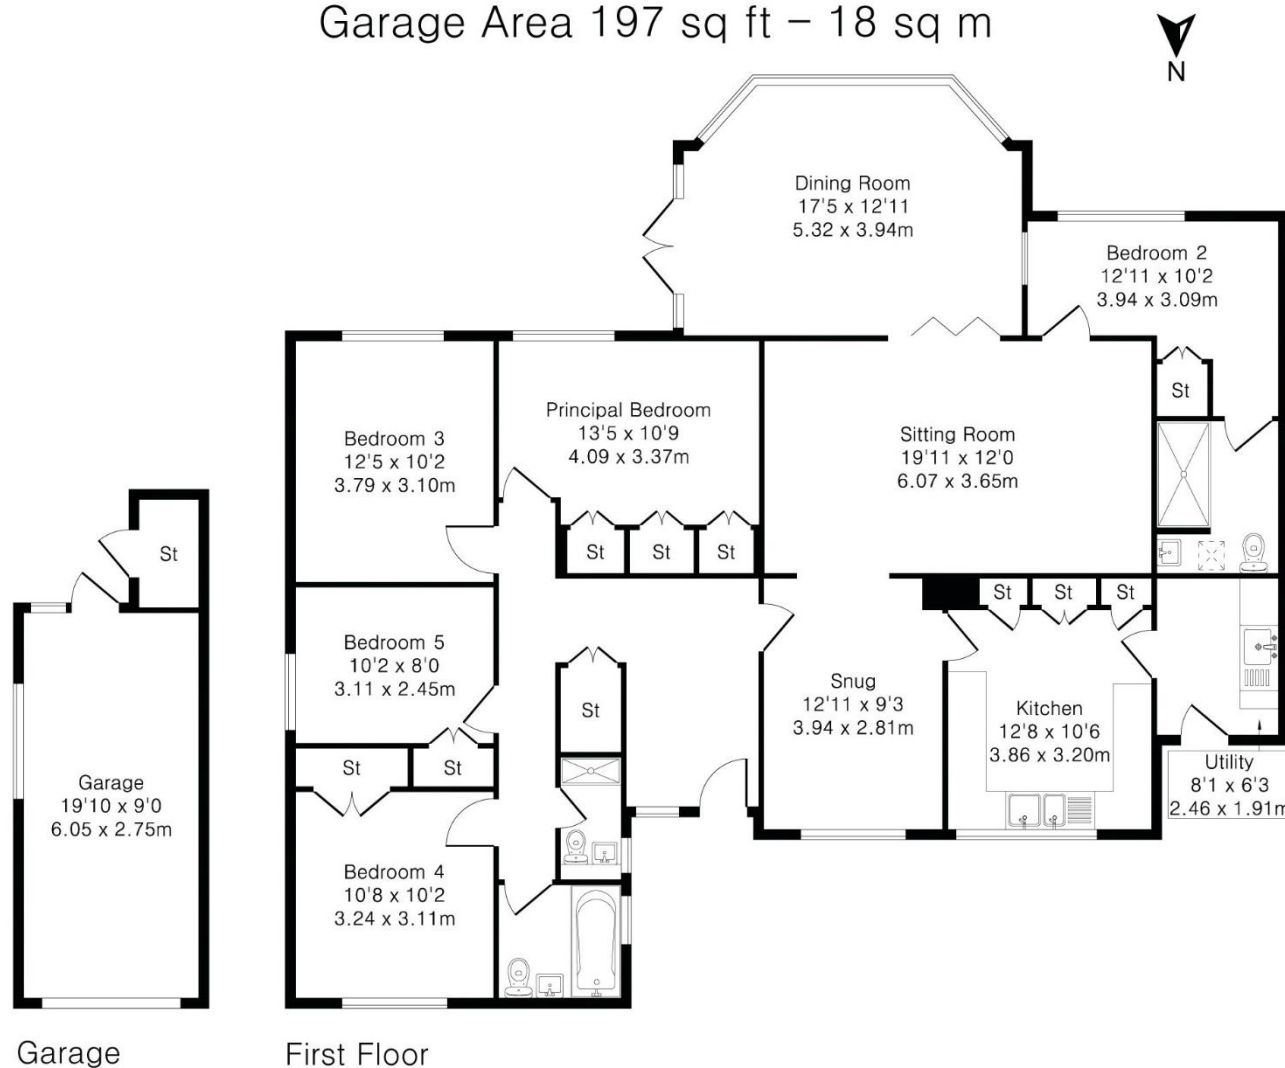 Garage Area 197 sq ft – 18 sq m
N
Dining Room
17'5 x 12'11
5.32 x 3.94m
Bedroom 2
12'11 x 10'2
3.94 x 3.09m
St
Principal Bedroom
13'5 x 10'9
4.09 x 3.37m
Bedroom 3
12'5 x 10'2
3.79 x 3.10m
Sitting Room
19'11 x 12'0
6.07 x 3.65m
St
St
St
St
St
St
St
Bedroom 5
10'2 x 8'0
3.11 x 2.45m
St
Snug
12'11 x 9'3
3.94 x 2.81m
Kitchen
12'8 x 10'6
3.86 x 3.20m
Utility
8'1 x 6'3
2.46 x 1.91m
St
St
Garage
19'10 x 9'0
6.05 x 2.75m
Bedroom 4
10'8 x 10'2
3.24 x 3.11m
Garage
First Floor